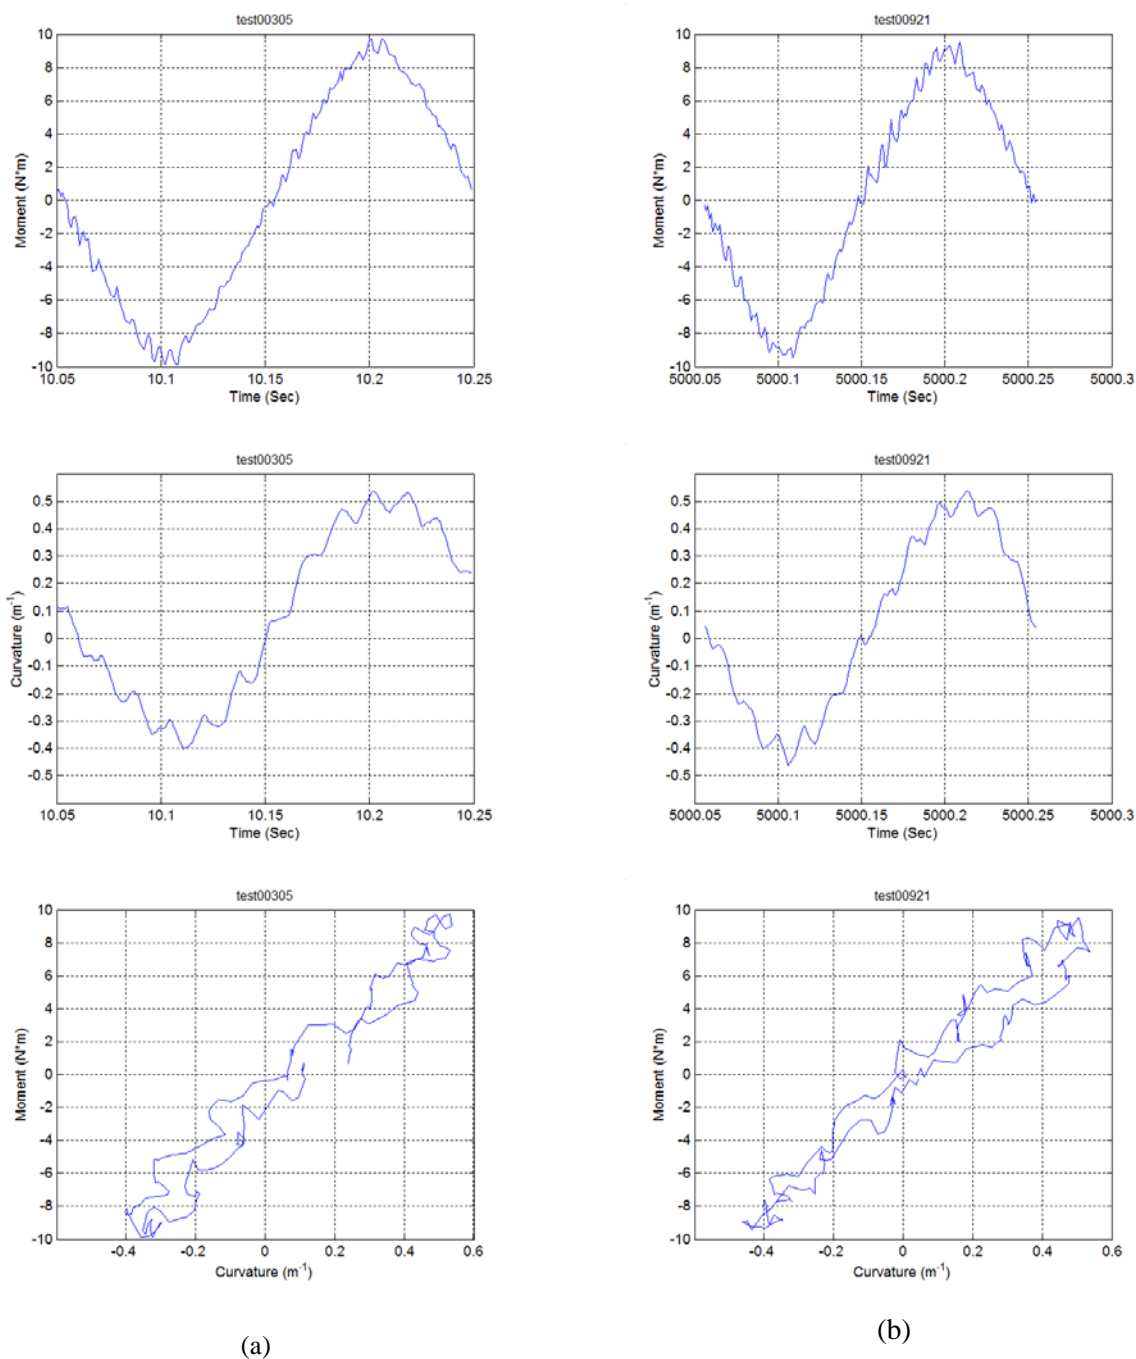 test00305
10
8
6
4
2
0
-2
-4
-6
-8
-10
Moment (N*m)
10.05 10.1 10.15 10.2 10.25
Time (Sec)
test00921
10
8
6
4
2
0
-2
-4
-6
-8
-10
Moment (N*m)
5000.05 5000.1 5000.15 5000.2 5000.25 5000.3
Time (Sec)
test00305
0.5
0.4
0.3
0.2
0.1
0
-0.1
-0.2
-0.3
-0.4
-0.5
Curvature (m⁻¹)
10.05 10.1 10.15 10.2 10.25
Time (Sec)
test00921
0.5
0.4
0.3
0.2
0.1
0
-0.1
-0.2
-0.3
-0.4
-0.5
Curvature (m⁻¹)
5000.05 5000.1 5000.15 5000.2 5000.25 5000.3
Time (Sec)
test00305
10
8
6
4
2
0
-2
-4
-6
-8
-10
Moment (N*m)
-0.4 -0.2 0 0.2 0.4 0.6
Curvature (m⁻¹)
test00921
10
8
6
4
2
0
-2
-4
-6
-8
-10
Moment (N*m)
-0.4 -0.2 0 0.2 0.4 0.6
Curvature (m⁻¹)
(a)
(b)